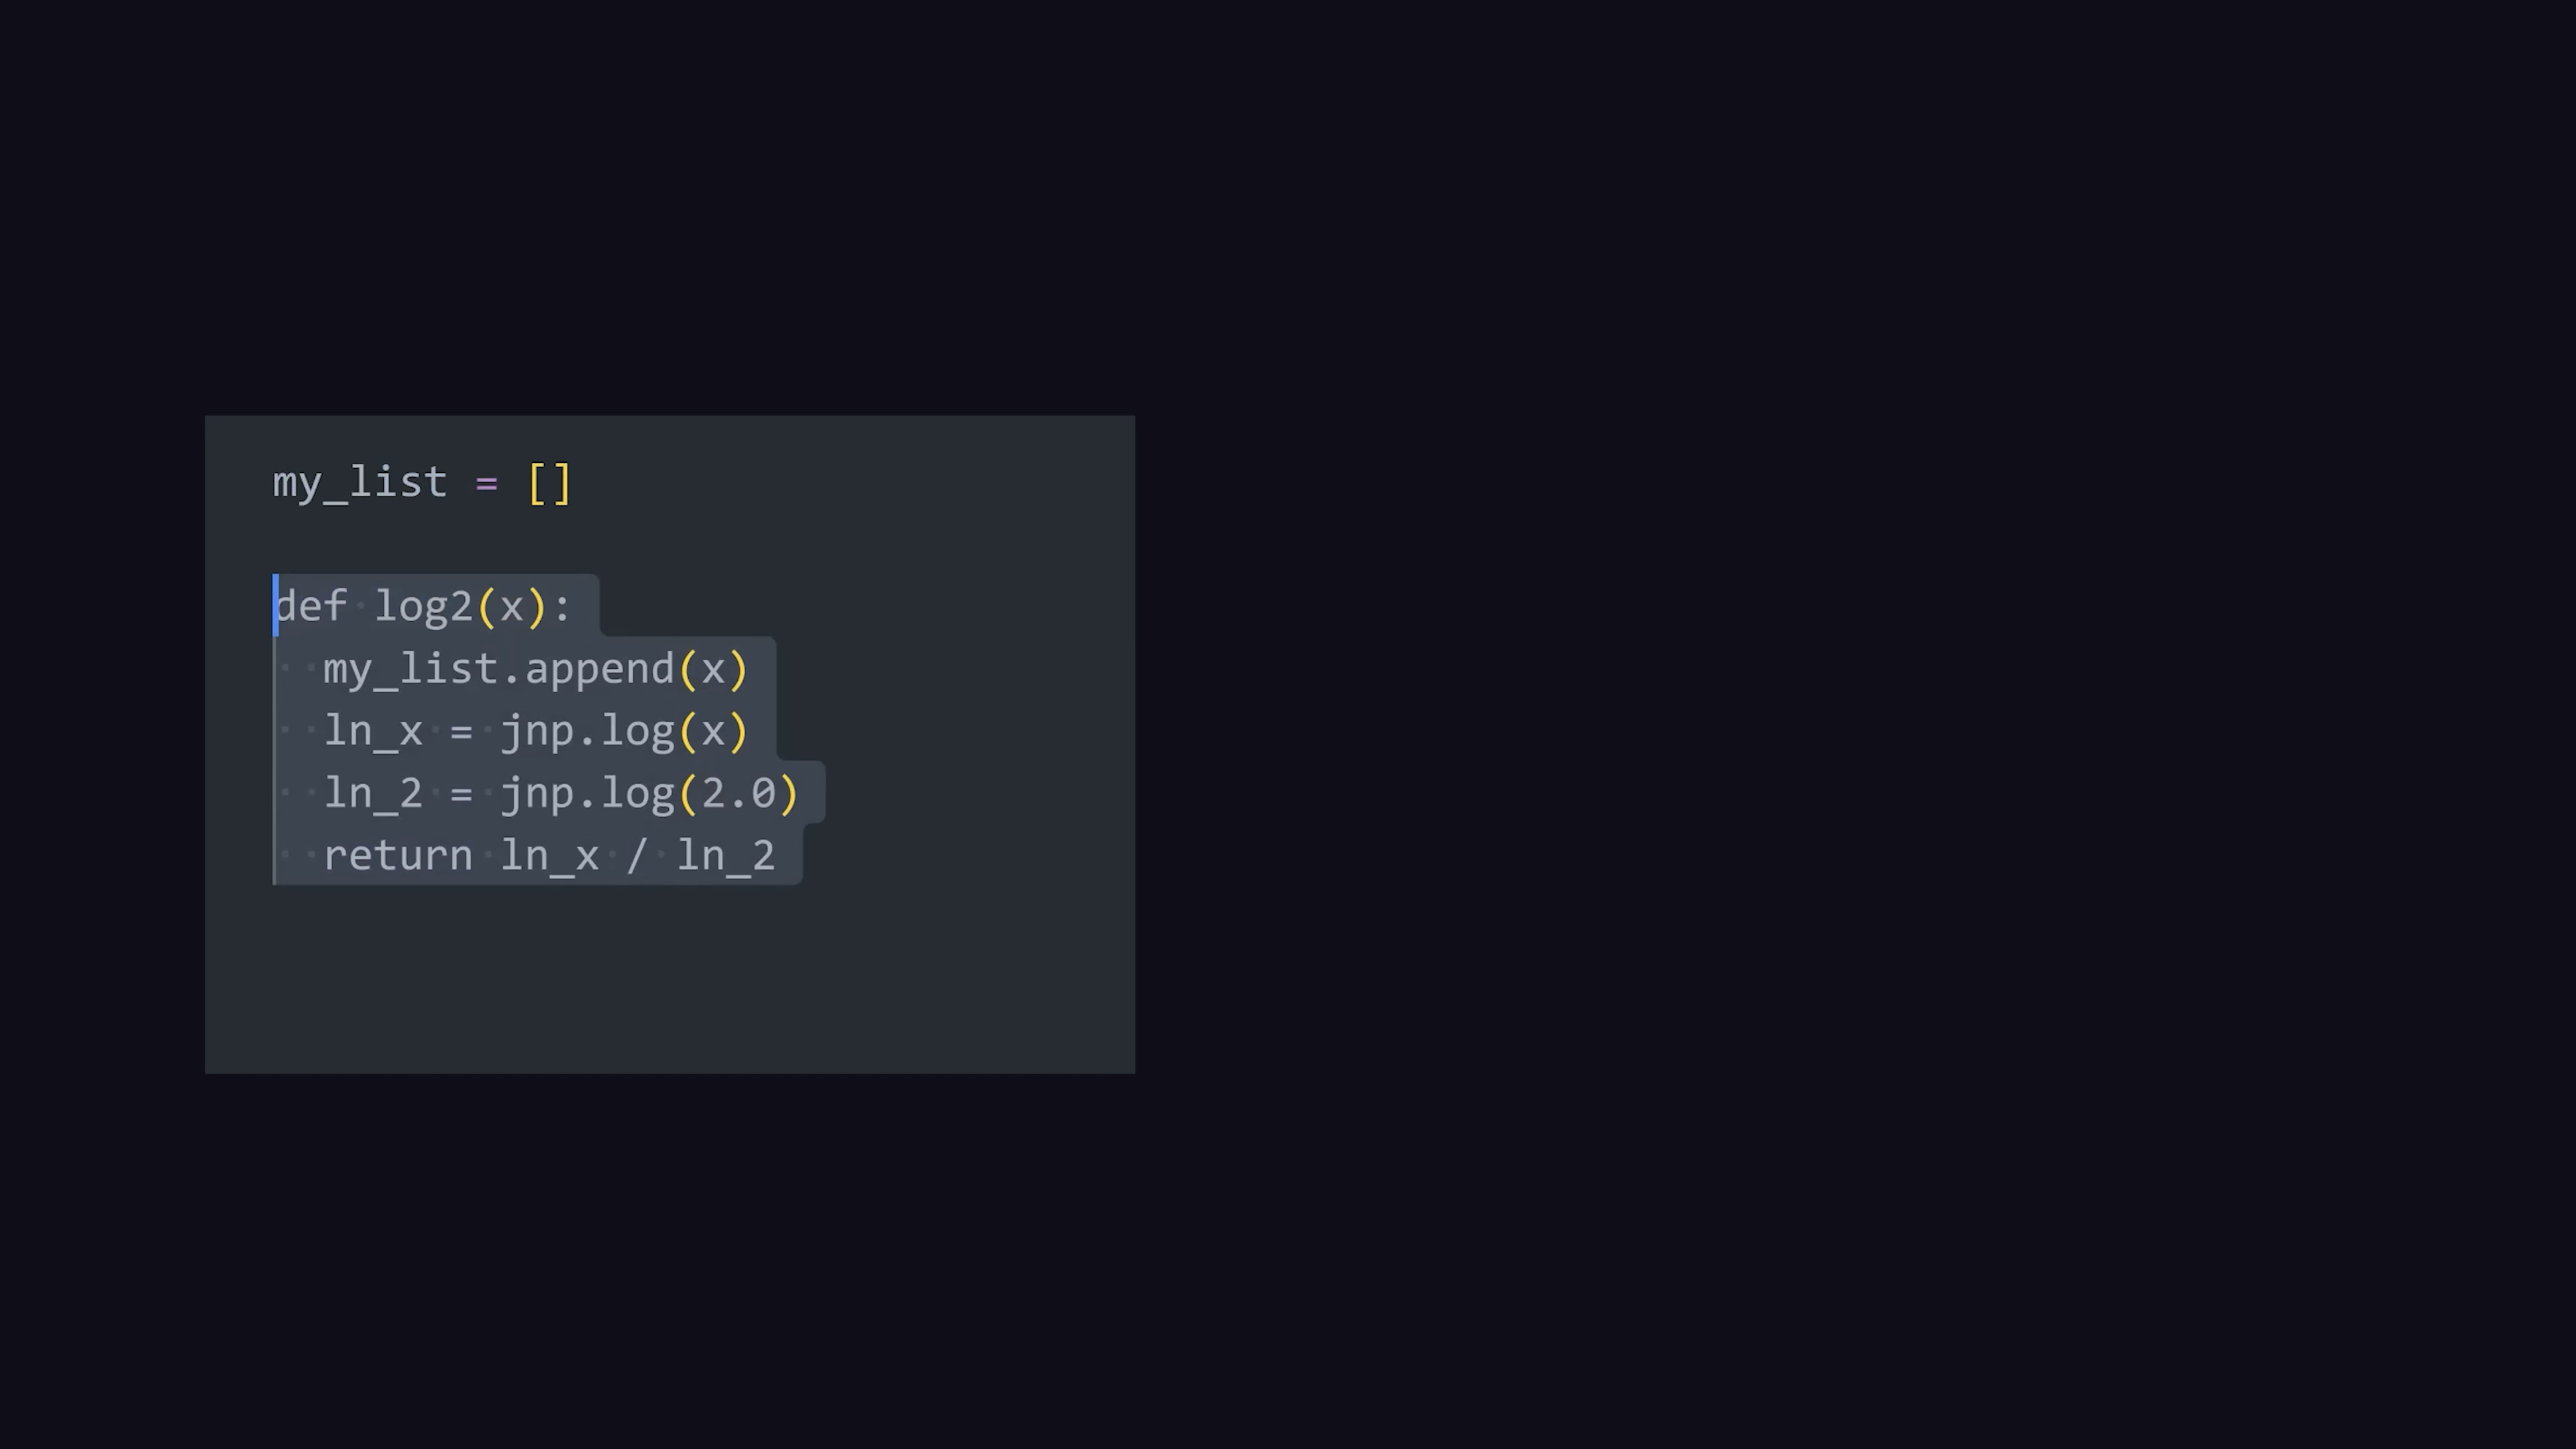 my_list = []
def log2(x):
  my_list.append(x)
  ln_x = jnp.log(x)
  ln_2 = jnp.log(2.0)
  return ln_x / ln_2